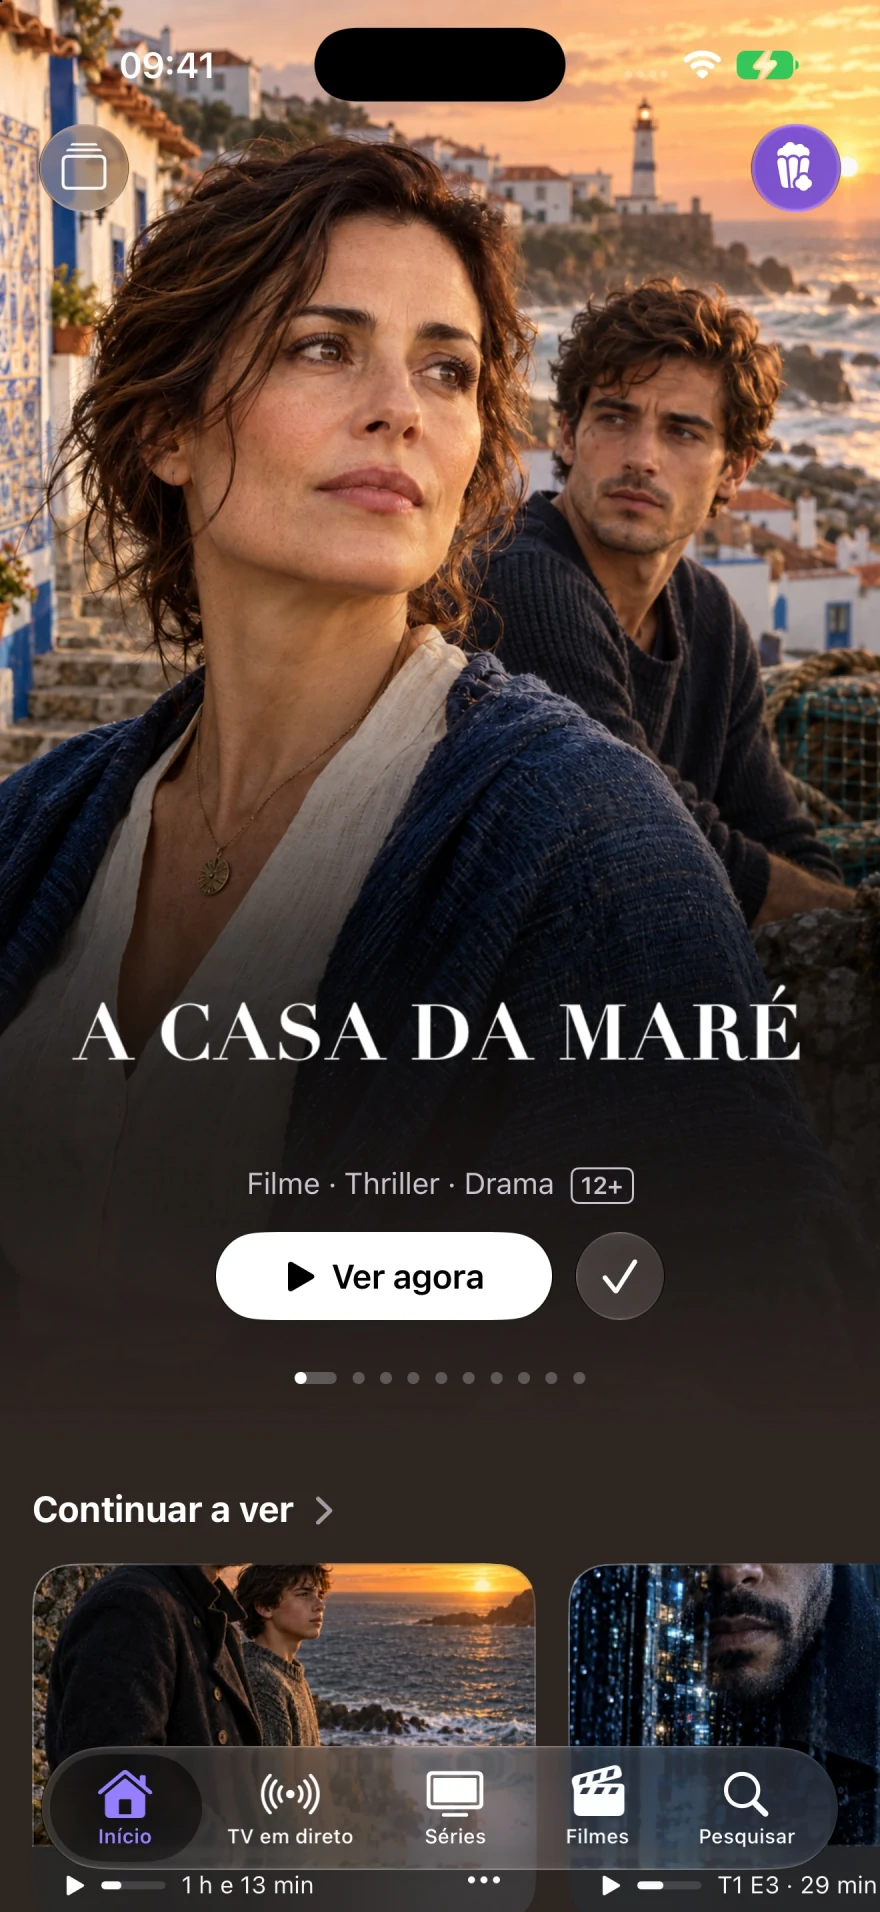 09:41
A CASA DA MARÉ
Filme · Thriller · Drama 12+
Ver agora
Continuar a ver
1 h e 13 min
T1 E3 · 29 min
Início
TV em direto
Séries
Filmes
Pesquisar